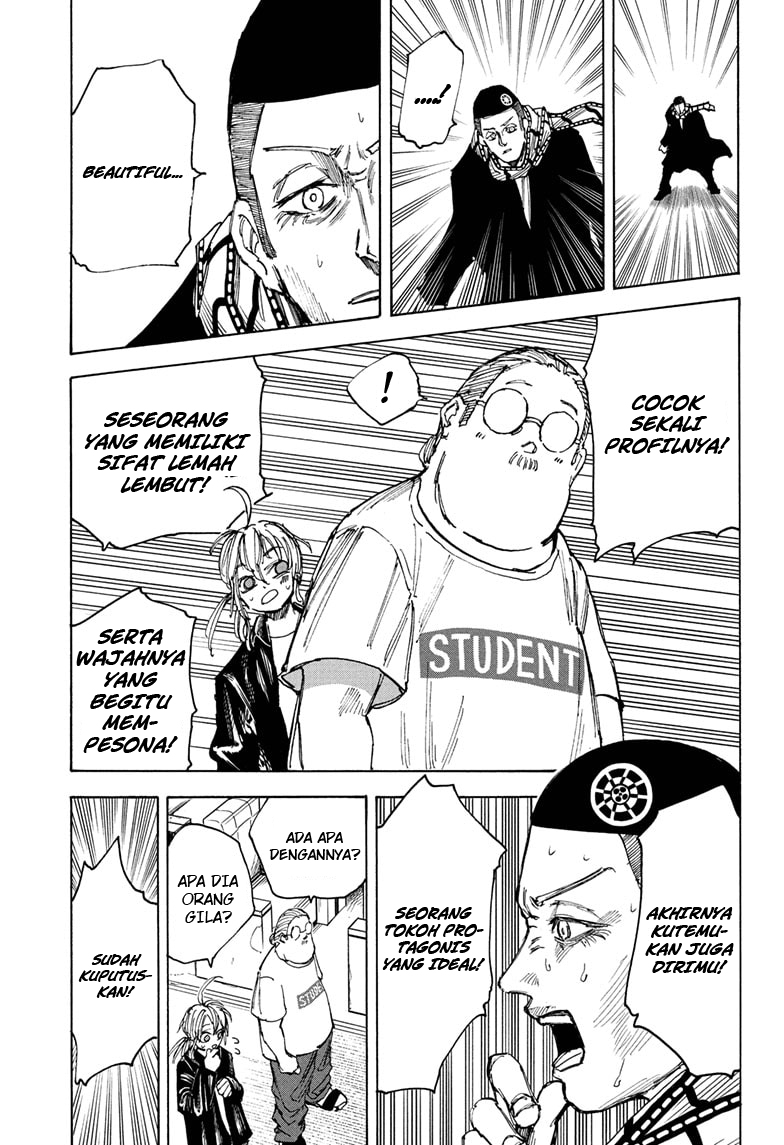 .....!
BEAUTIFUL...
COCOK
SEKALI
PROFILNYA!
!
SESEORANG
YANG MEMILIKI
SIFAT LEMAH
LEMBUT!
STUDENT
SERTA
WAJAHNYA
YANG
BEGITU
MEM-
PESONA!
AKHIRNYA
KUTEMU-
KAN JUGA
DIRIMU!
SEORANG
TOKOH PRO-
TAGONIS
YANG IDEAL!
ADA APA
DENGANNYA?
APA DIA
ORANG
GILA?
STUDENT
SUDAH
KUPUTUS-
KAN!